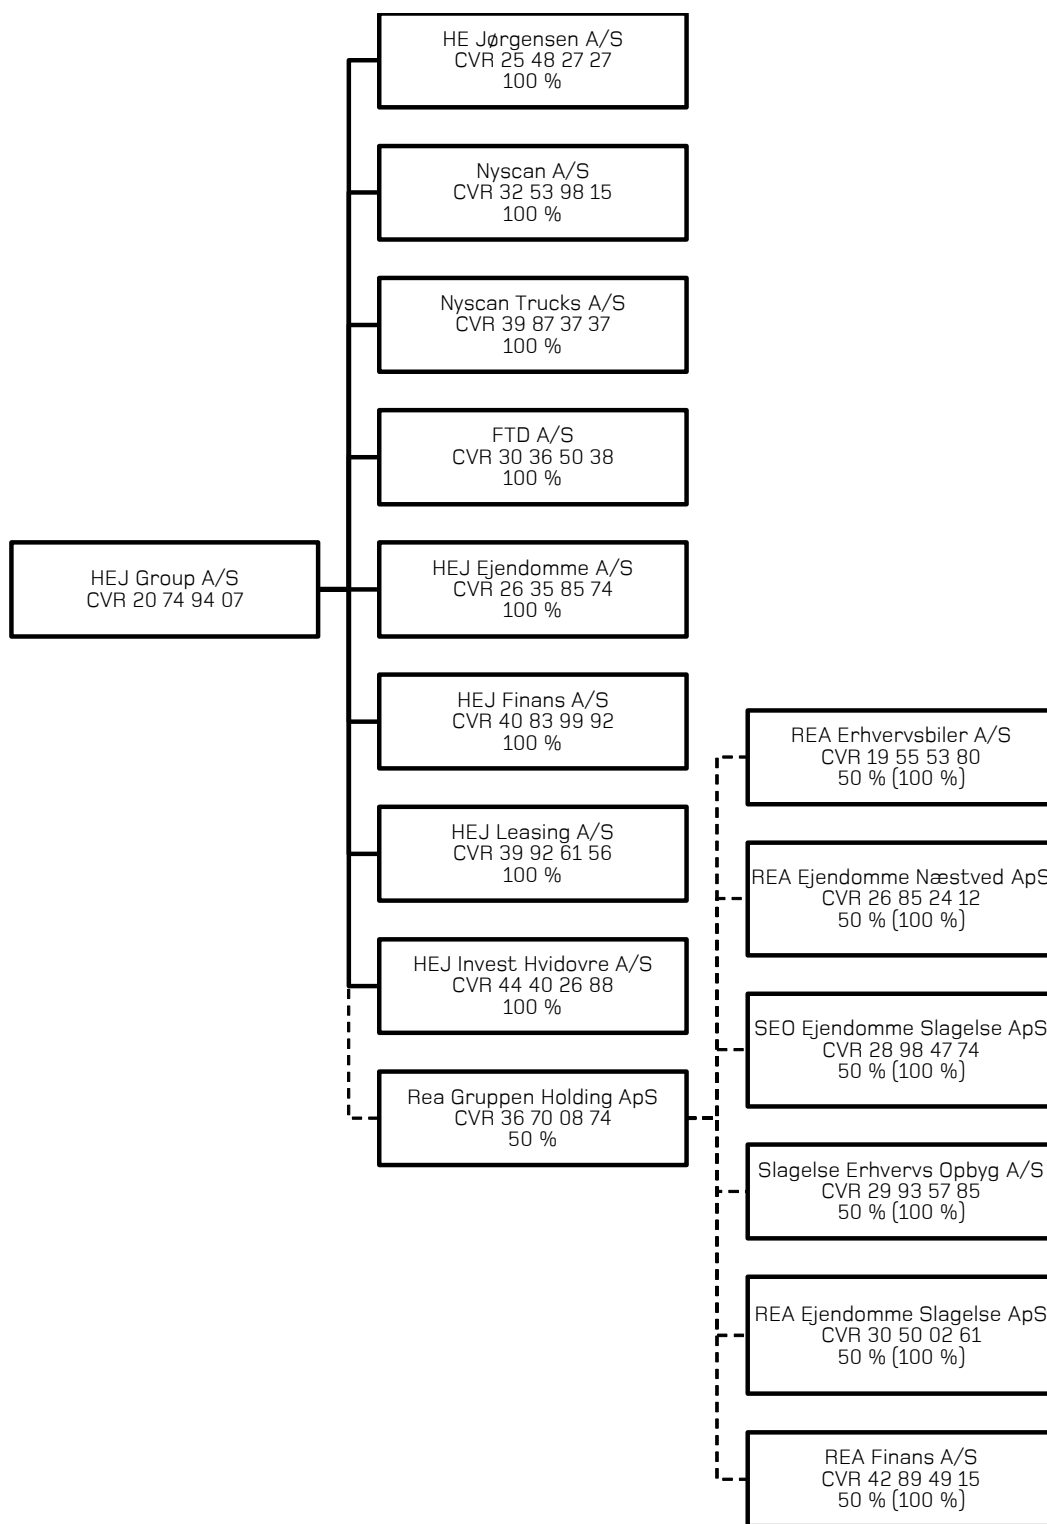 HE Jørgensen A/S
CVR 25 48 27 27
100 %
Nyscan A/S
CVR 32 53 98 15
100 %
Nyscan Trucks A/S
CVR 39 87 37 37
100 %
FTD A/S
CVR 30 36 50 38
100 %
HEJ Group A/S
CVR 20 74 94 07
HEJ Ejendomme A/S
CVR 26 35 85 74
100 %
HEJ Finans A/S
CVR 40 83 99 92
100 %
HEJ Leasing A/S
CVR 39 92 61 56
100 %
HEJ Invest Hvidovre A/S
CVR 44 40 26 88
100 %
Rea Gruppen Holding ApS
CVR 36 70 08 74
50 %
REA Erhvervsbiler A/S
CVR 19 55 53 80
50 % (100 %)
REA Ejendomme Næstved ApS
CVR 26 85 24 12
50 % (100 %)
SEO Ejendomme Slagelse ApS
CVR 28 98 47 74
50 % (100 %)
Slagelse Erhvervs Opbyg A/S
CVR 29 93 57 85
50 % (100 %)
REA Ejendomme Slagelse ApS
CVR 30 50 02 61
50 % (100 %)
REA Finans A/S
CVR 42 89 49 15
50 % (100 %)